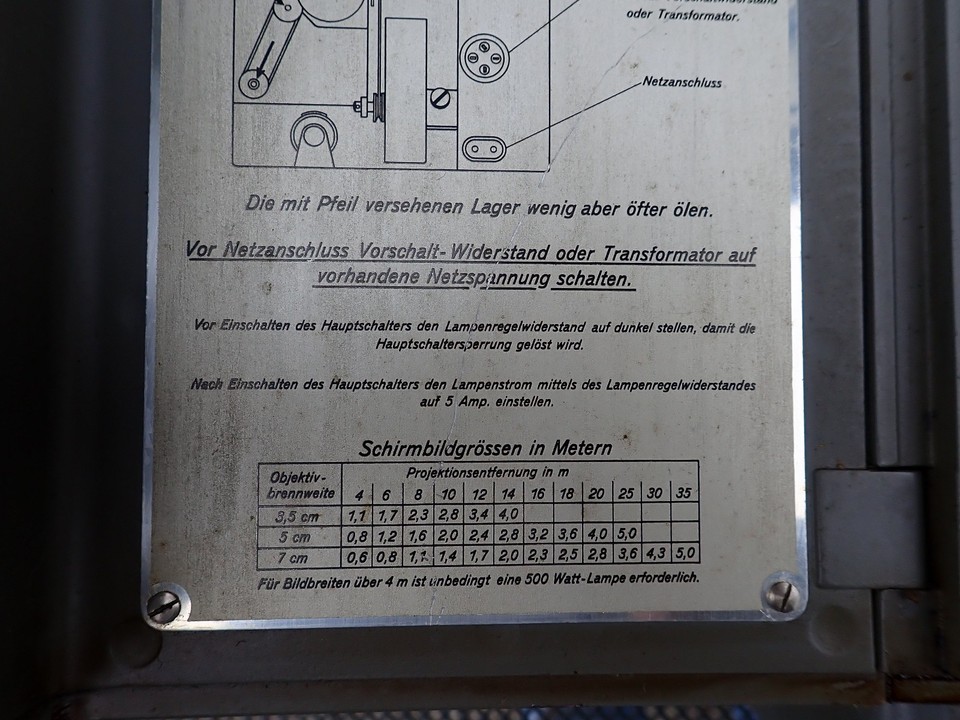 oder Transformator.
Netzanschluss
Die mit Pfeil versehenen Lager wenig aber öfter ölen.
Vor Netzanschluss Vorschalt-Widerstand oder Transformator auf
vorhandene Netzspannung schalten.
Vor Einschalten des Hauptschalters den Lampenregelwiderstand auf dunkel stellen, damit die
Hauptschaltersperrung gelöst wird.
Nach Einschalten des Hauptschalters den Lampenstrom mittels des Lampenregelwiderstandes
auf 5 Amp. einstellen.
Schirmbildgrössen in Metern
Objektiv-
brennweite
Projektionsentfernung in m
4 6 8 10 12 14 16 18 20 25 30 35
3,5 cm 1,1 1,7 2,3 2,8 3,4 4,0
5 cm 0,8 1,2 1,6 2,0 2,4 2,8 3,2 3,6 4,0 5,0
7 cm 0,6 0,8 1,1 1,4 1,7 2,0 2,3 2,5 2,8 3,6 4,3 5,0
Für Bildbreiten über 4 m ist unbedingt eine 500 Watt-Lampe erforderlich.